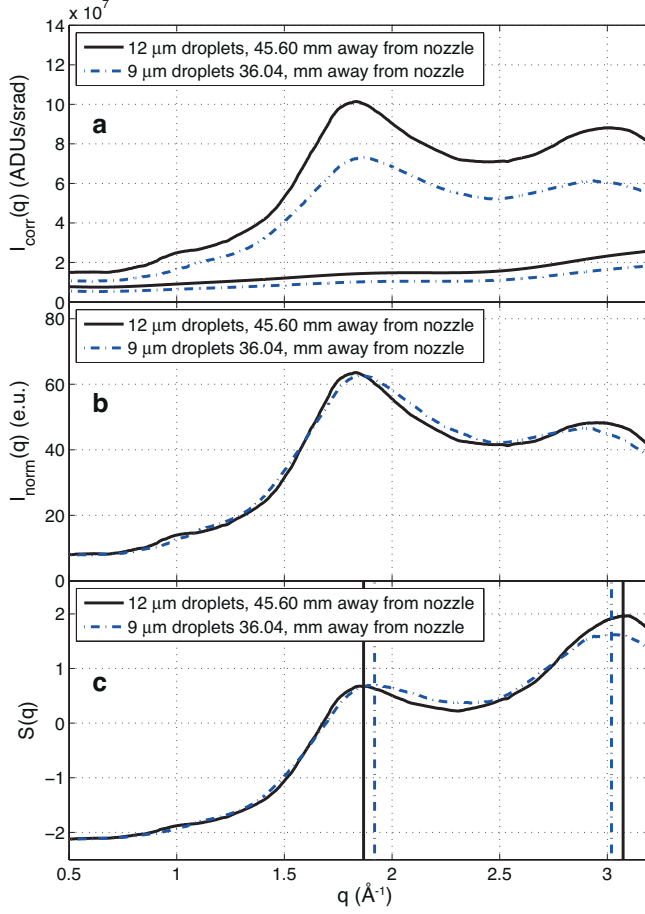 x 10⁷
14
12
10
8
6
4
2
0
I_corr(q) (ADUs/srad)
12 μm droplets, 45.60 mm away from nozzle
9 μm droplets 36.04, mm away from nozzle
a
80
60
40
20
0
I_norm(q) (e.u.)
12 μm droplets, 45.60 mm away from nozzle
9 μm droplets 36.04, mm away from nozzle
b
2
1
0
−1
−2
S(q)
12 μm droplets, 45.60 mm away from nozzle
9 μm droplets 36.04, mm away from nozzle
c
0.5 1 1.5 2 2.5 3
q (Å⁻¹)